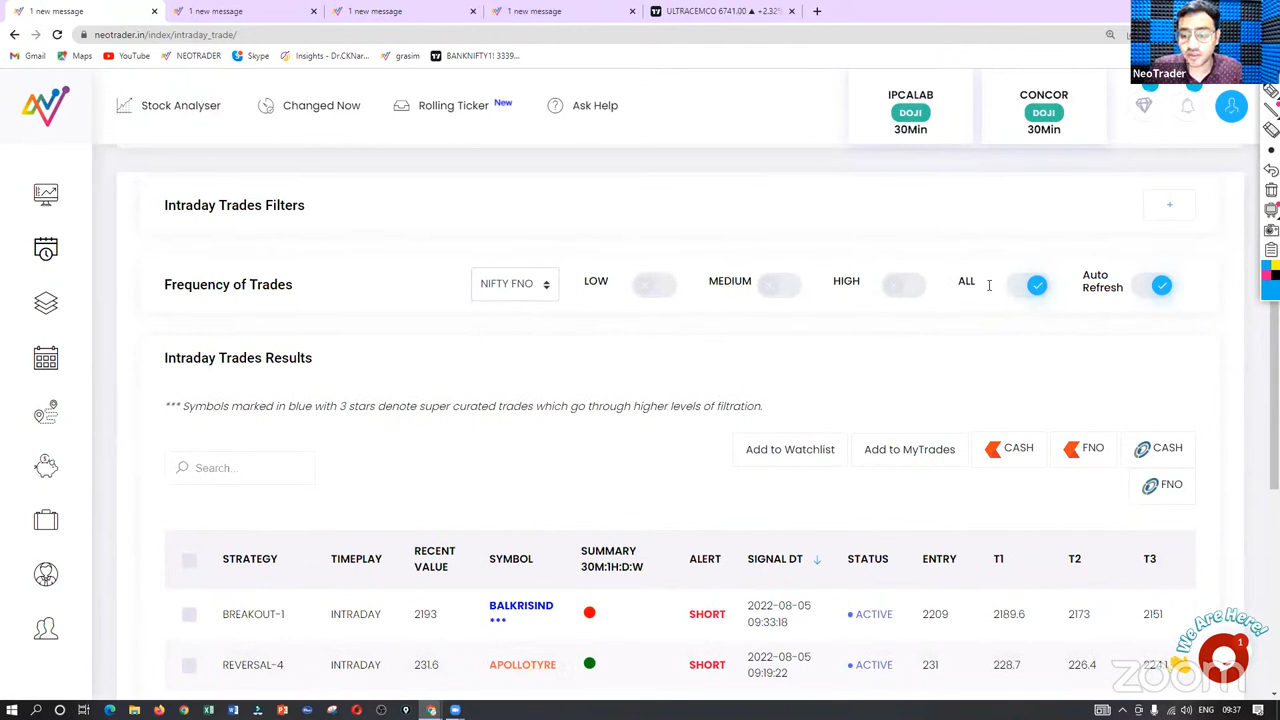 1 new message
1 new message
1 new message
1 new message
ULTRACEMCO 6741.00 ▲ +2.32%
neotrader.in/index/intraday_trade/
Gmail
Maps
YouTube
NEOTRADER
Skype
Insights - Dr.CKNar...
grasim
BANKNIFTY1! 3339...
NeoTrader
Stock Analyser
Changed Now
Rolling Ticker New
Ask Help
IPCALAB
DOJI
30Min
CONCOR
DOJI
30Min
Intraday Trades Filters
+
Frequency of Trades
NIFTY FNO
LOW
MEDIUM
HIGH
ALL
Auto
Refresh
Intraday Trades Results
*** Symbols marked in blue with 3 stars denote super curated trades which go through higher levels of filtration.
Search...
Add to Watchlist
Add to MyTrades
CASH
FNO
CASH
FNO
STRATEGY TIMEPLAY RECENT VALUE SYMBOL SUMMARY 30M:1H:D:W ALERT SIGNAL DT STATUS ENTRY T1 T2 T3
BREAKOUT-1 INTRADAY 2193 BALKRISIND *** SHORT 2022-08-05 09:33:18 ACTIVE 2209 2189.6 2173 2151
REVERSAL-4 INTRADAY 231.6 APOLLOTYRE SHORT 2022-08-05 09:19:22 ACTIVE 231 228.7 226.4
We Are Here!
1
zoom
ENG
09:37